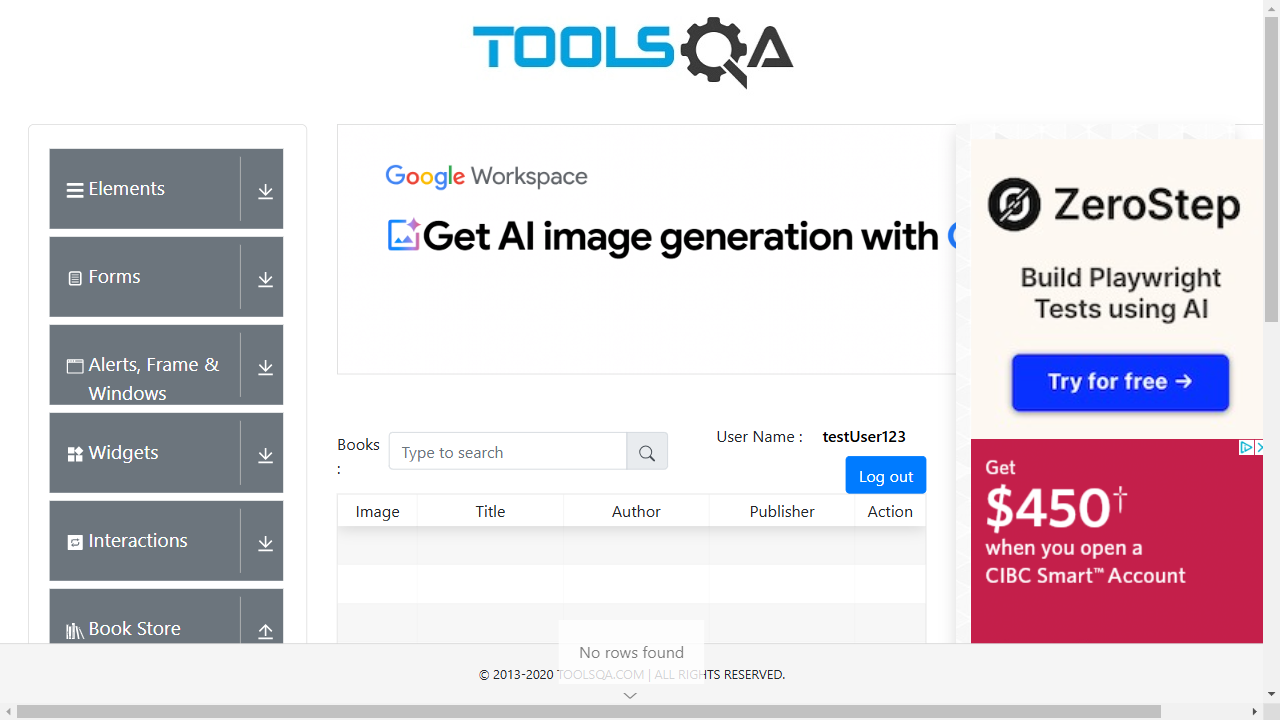 TOOLSQA
Elements
Forms
Alerts, Frame &
Windows
Widgets
Interactions
Book Store
Google Workspace
Get AI image generation with
ZeroStep
Build Playwright
Tests using AI
Try for free →
Get
$450†
when you open a
CIBC Smart™ Account
Books
:
Type to search
User Name :
testUser123
Log out
Image
Title
Author
Publisher
Action
No rows found
© 2013-2020 TOOLSQA.COM | ALL RIGHTS RESERVED.